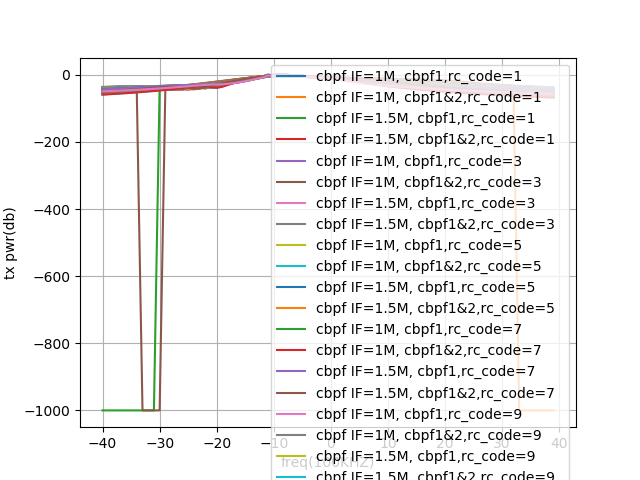 0
−200
−400
−600
−800
−1000
tx pwr(db)
−40
−30
−20
−10
0
10
20
30
40
freq(100KHZ)
cbpf IF=1M, cbpf1,rc_code=1
cbpf IF=1M, cbpf1&2,rc_code=1
cbpf IF=1.5M, cbpf1,rc_code=1
cbpf IF=1.5M, cbpf1&2,rc_code=1
cbpf IF=1M, cbpf1,rc_code=3
cbpf IF=1M, cbpf1&2,rc_code=3
cbpf IF=1.5M, cbpf1,rc_code=3
cbpf IF=1.5M, cbpf1&2,rc_code=3
cbpf IF=1M, cbpf1,rc_code=5
cbpf IF=1M, cbpf1&2,rc_code=5
cbpf IF=1.5M, cbpf1,rc_code=5
cbpf IF=1.5M, cbpf1&2,rc_code=5
cbpf IF=1M, cbpf1,rc_code=7
cbpf IF=1M, cbpf1&2,rc_code=7
cbpf IF=1.5M, cbpf1,rc_code=7
cbpf IF=1.5M, cbpf1&2,rc_code=7
cbpf IF=1M, cbpf1,rc_code=9
cbpf IF=1M, cbpf1&2,rc_code=9
cbpf IF=1.5M, cbpf1,rc_code=9
cbpf IF=1.5M, cbpf1&2,rc_code=9